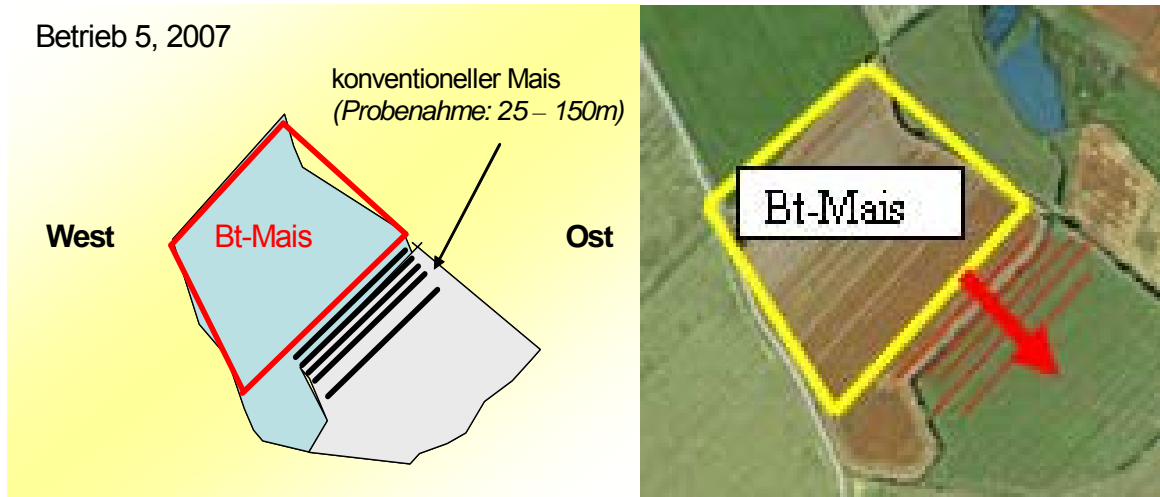 Betrieb 5, 2007
konventioneller Mais
(Probenahme: 25 – 150m)
West
Bt-Mais
Ost
Bt-Mais